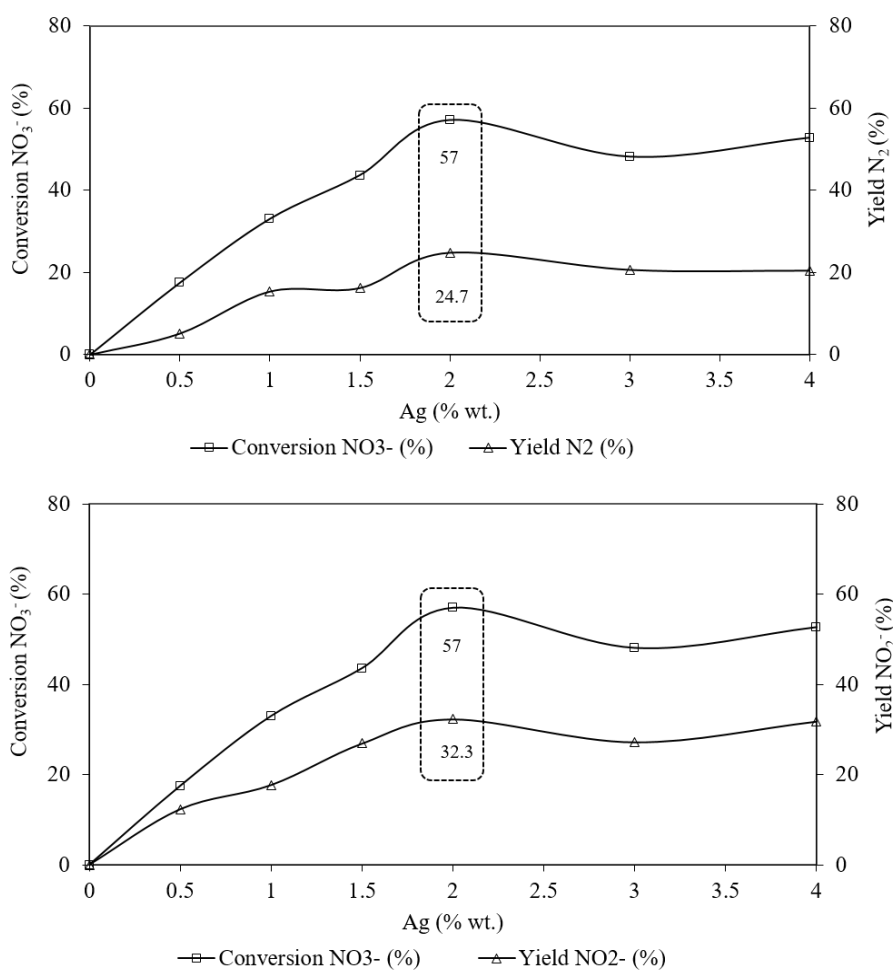 80
60
40
20
0
Conversion NO₃⁻ (%)
80
60
40
20
0
Yield N₂ (%)
57
24.7
0 0.5 1 1.5 2 2.5 3 3.5 4
Ag (% wt.)
Conversion NO3- (%) Yield N2 (%)
80
60
40
20
0
Conversion NO₃⁻ (%)
80
60
40
20
0
Yield NO₂⁻ (%)
57
32.3
0 0.5 1 1.5 2 2.5 3 3.5 4
Ag (% wt.)
Conversion NO3- (%) Yield NO2- (%)